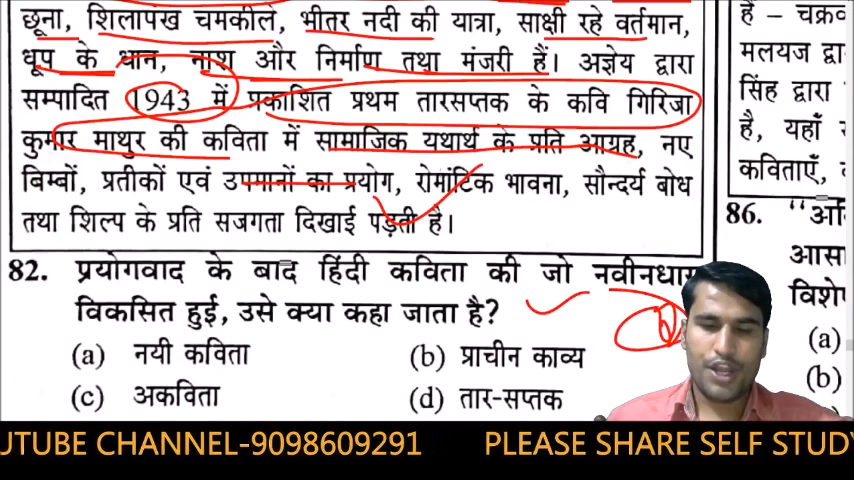 छूना, शिलापंख चमकीले, भीतर नदी की यात्रा, साक्षी रहे वर्तमान,
धूप के धान, नाश और निर्माण तथा मंजरी हैं। अज्ञेय द्वारा
सम्पादित 1943 में प्रकाशित प्रथम तारसप्तक के कवि गिरिजा
कुमार माथुर की कविता में सामाजिक यथार्थ के प्रति आग्रह, नए
बिम्बों, प्रतीकों एवं उपमानों का प्रयोग, रोमांटिक भावना, सौन्दर्य बोध
तथा शिल्प के प्रति सजगता दिखाई पड़ती है।
82. प्रयोगवाद के बाद हिंदी कविता की जो नवीनधारा
विकसित हुई, उसे क्या कहा जाता है?
(a) नयी कविता (b) प्राचीन काव्य
(c) अकविता (d) तार-सप्तक
हैं –
मलयज
सिंह द्वारा
है, यहाँ
कविताएँ,
86.
(a)
(b)
UTUBE CHANNEL-9098609291 PLEASE SHARE SELF STUDY